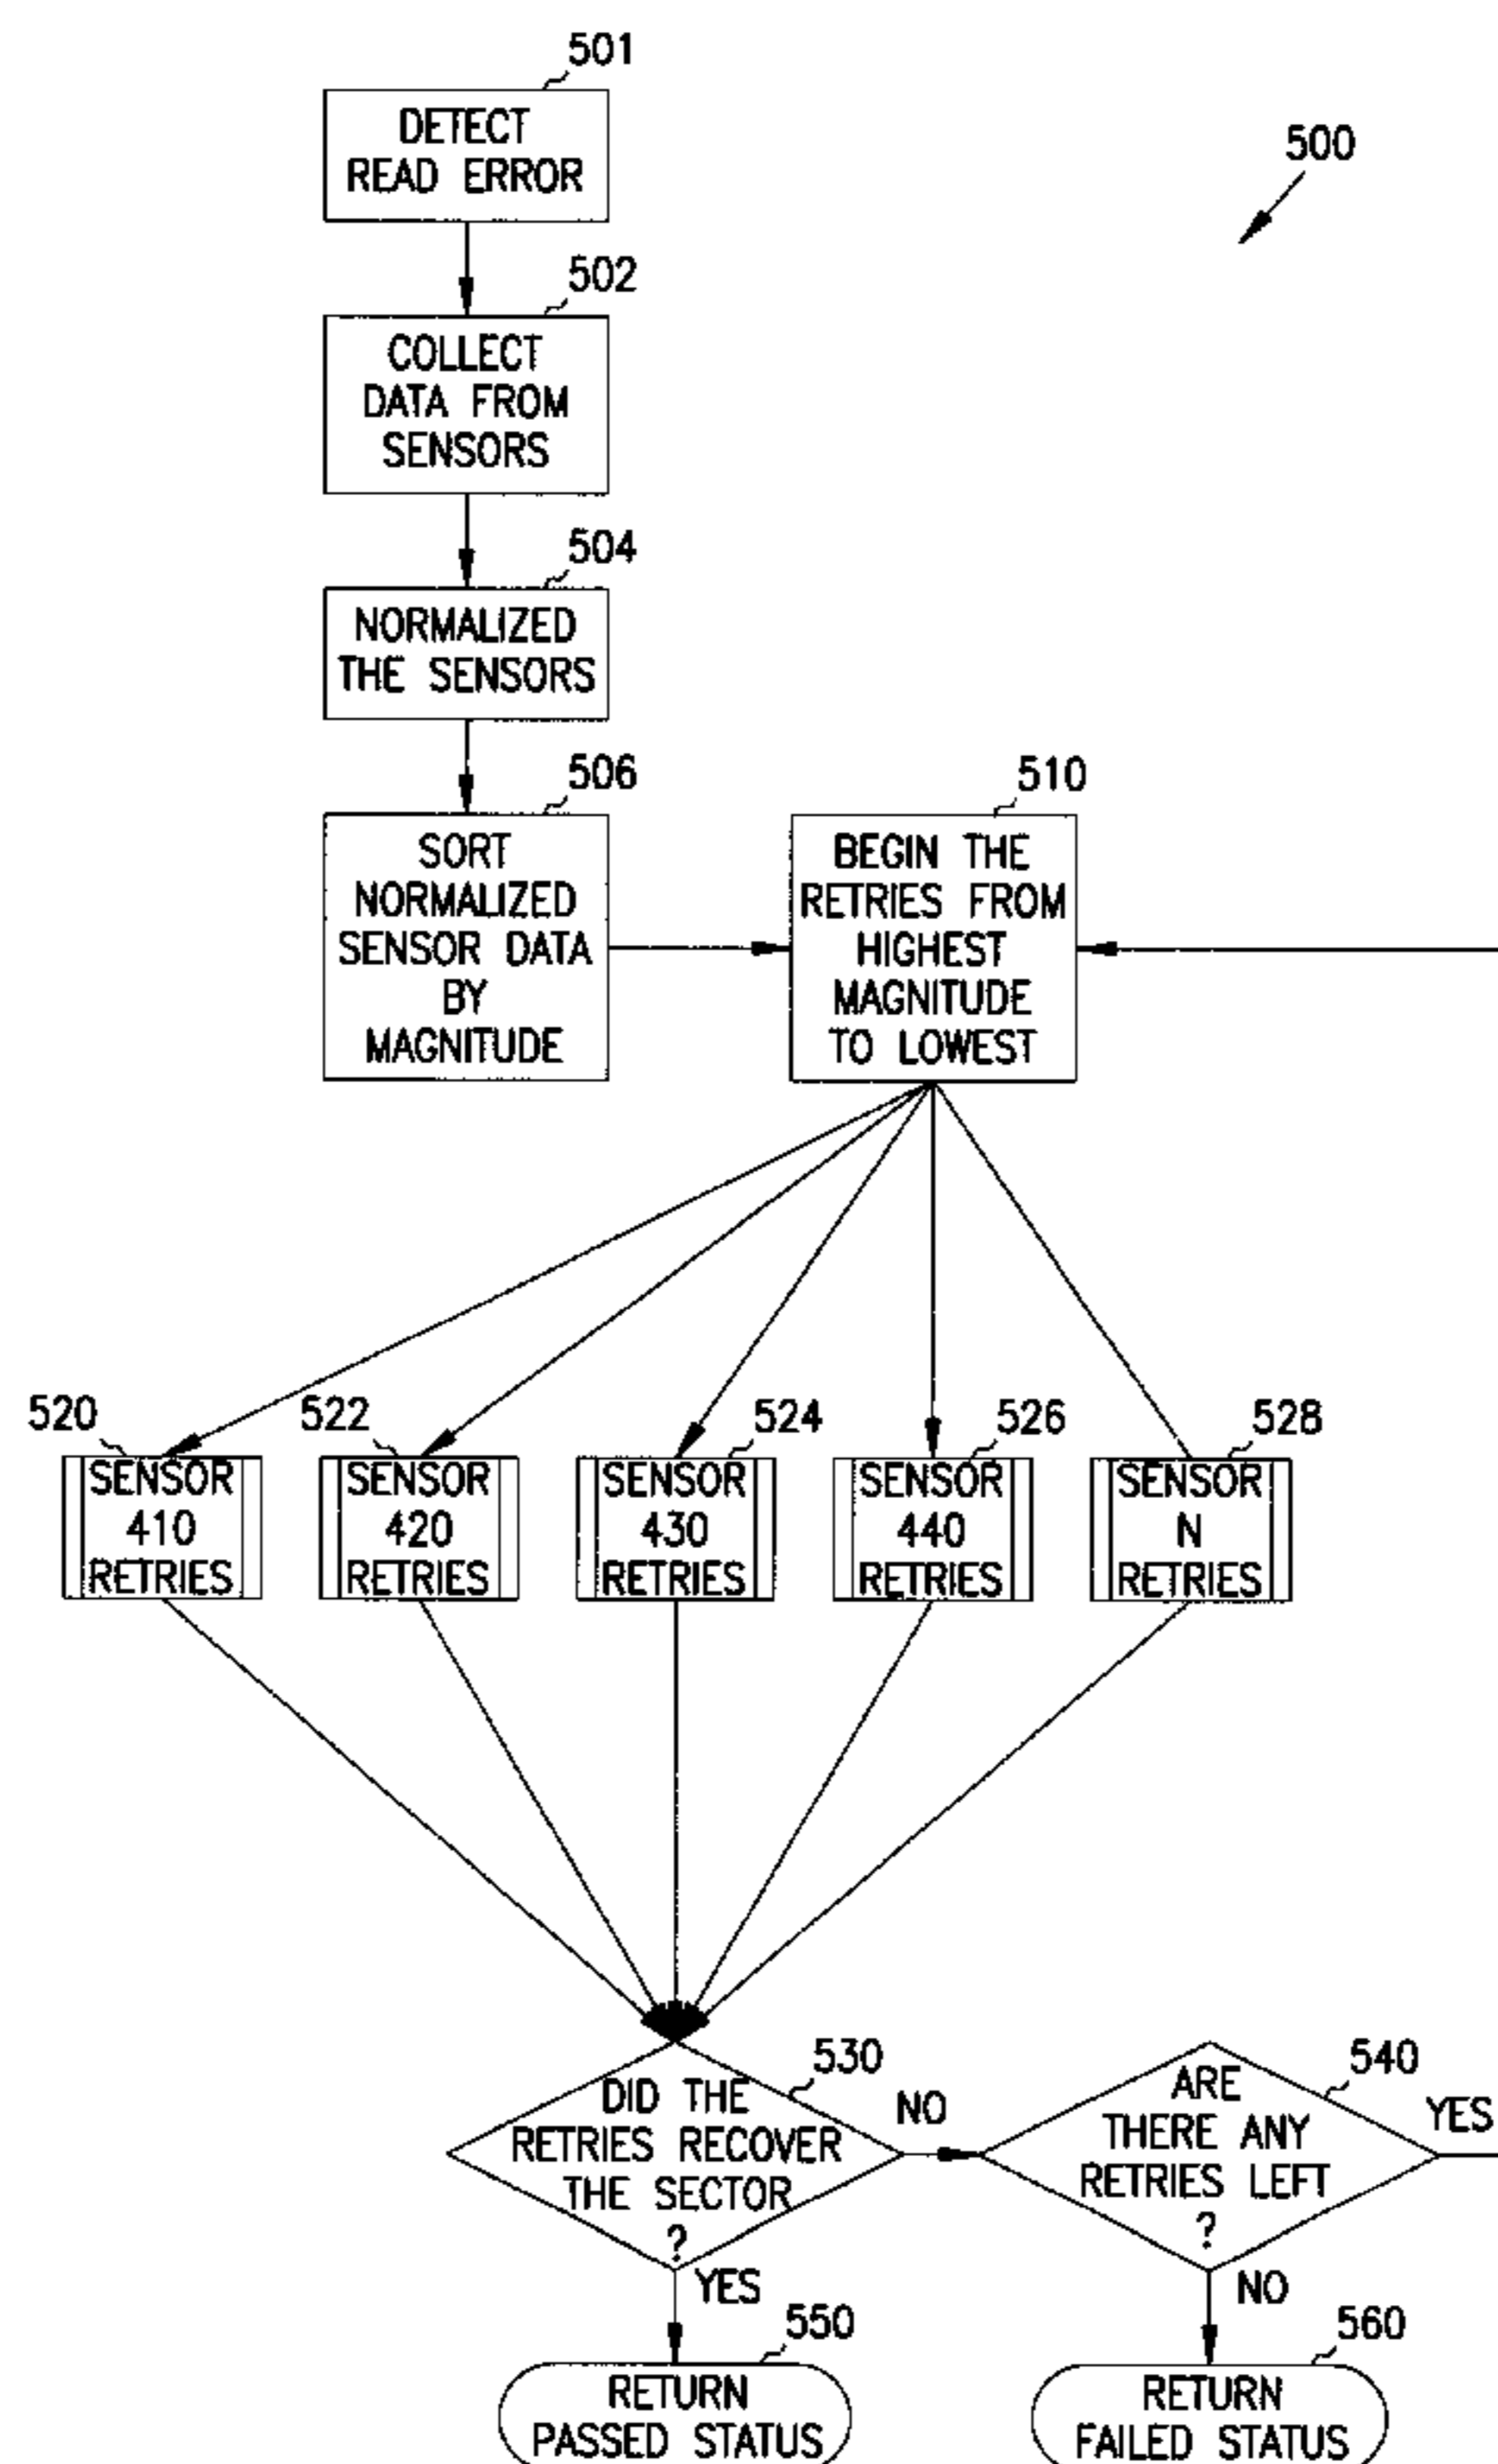 501
DETECT
READ ERROR
500
502
COLLECT
DATA FROM
SENSORS
504
NORMALIZED
THE SENSORS
506
SORT
NORMALIZED
SENSOR DATA
BY
MAGNITUDE
510
BEGIN THE
RETRIES FROM
HIGHEST
MAGNITUDE
TO LOWEST
520
SENSOR
410
RETRIES
522
SENSOR
420
RETRIES
524
SENSOR
430
RETRIES
526
SENSOR
440
RETRIES
528
SENSOR
N
RETRIES
530
DID THE
RETRIES RECOVER
THE SECTOR
?
NO
540
ARE
THERE ANY
RETRIES LEFT
?
YES
YES
550
RETURN
PASSED STATUS
NO
560
RETURN
FAILED STATUS